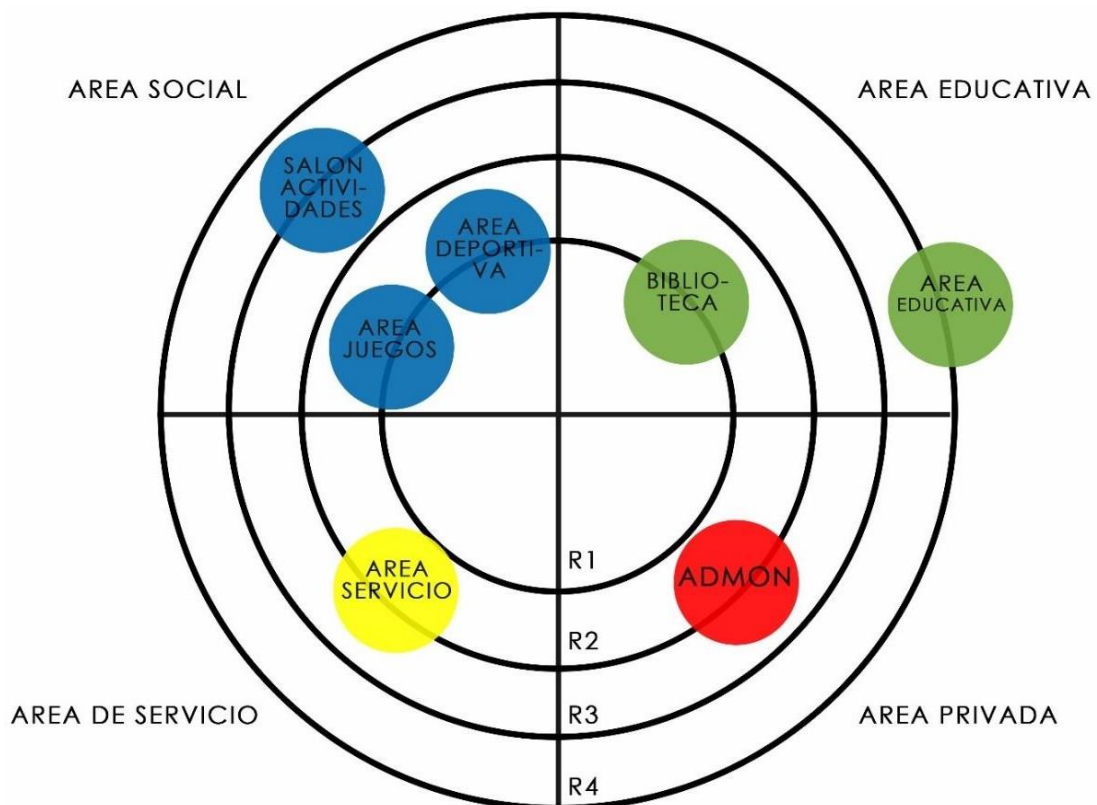 AREA SOCIAL
AREA EDUCATIVA
SALON
ACTIVI-
DADES
AREA
DEPORTI-
VA
BIBLIO-
TECA
AREA
EDUCATIVA
AREA
JUEGOS
R1
AREA
SERVICIO
ADMON
R2
AREA DE SERVICIO
R3
AREA PRIVADA
R4